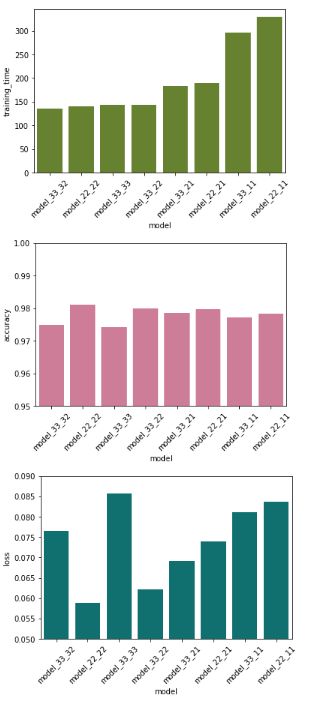 300
250
200
150
100
50
0
training_time
model_33_32
model_22_22
model_33_33
model_33_22
model_33_21
model_22_21
model_33_11
model_22_11
model
1.00
0.99
0.98
0.97
0.96
0.95
accuracy
model_33_32
model_22_22
model_33_33
model_33_22
model_33_21
model_22_21
model_33_11
model_22_11
model
0.090
0.085
0.080
0.075
0.070
0.065
0.060
0.055
0.050
loss
model_33_32
model_22_22
model_33_33
model_33_22
model_33_21
model_22_21
model_33_11
model_22_11
model